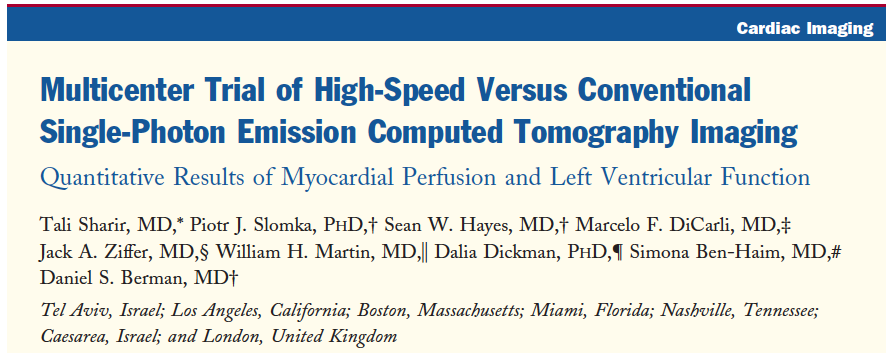 Cardiac Imaging
Multicenter Trial of High-Speed Versus Conventional
Single-Photon Emission Computed Tomography Imaging
Quantitative Results of Myocardial Perfusion and Left Ventricular Function
Tali Sharir, MD,* Piotr J. Slomka, PHD,† Sean W. Hayes, MD,† Marcelo F. DiCarli, MD,‡
Jack A. Ziffer, MD,§ William H. Martin, MD,|| Dalia Dickman, PHD,¶ Simona Ben-Haim, MD,#
Daniel S. Berman, MD†
Tel Aviv, Israel; Los Angeles, California; Boston, Massachusetts; Miami, Florida; Nashville, Tennessee;
Caesarea, Israel; and London, United Kingdom